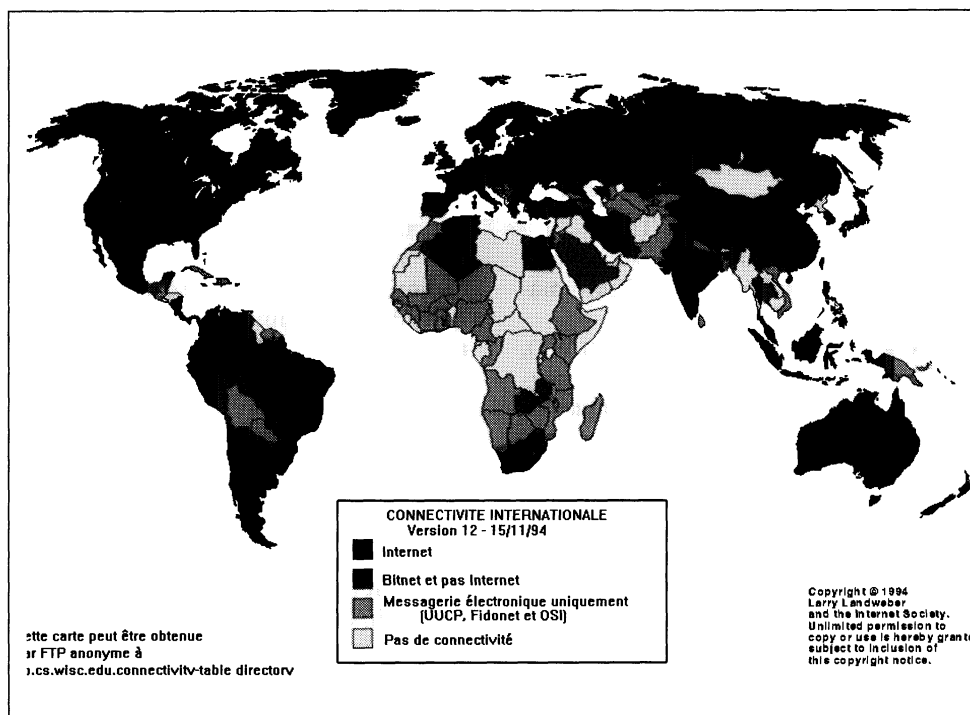 CONNECTIVITE INTERNATIONALE
Version 12 - 15/11/94
Internet
Bitnet et pas Internet
Messagerie électronique uniquement
(UUCP, Fidonet et OSI)
Pas de connectivité
ette carte peut être obtenue
ar FTP anonyme à
.cs.wisc.edu.connectivity-table directory
Copyright © 1994
Larry Landweber
and the Internet Society.
Unlimited permission to
copy or use is hereby grante
subject to inclusion of
this copyright notice.